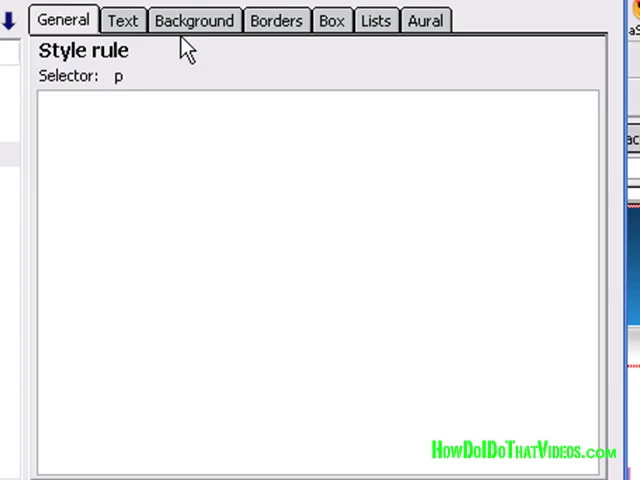 General Text Background Borders Box Lists Aural
Style rule
Selector: p
HowDoIDoThatVideos.com